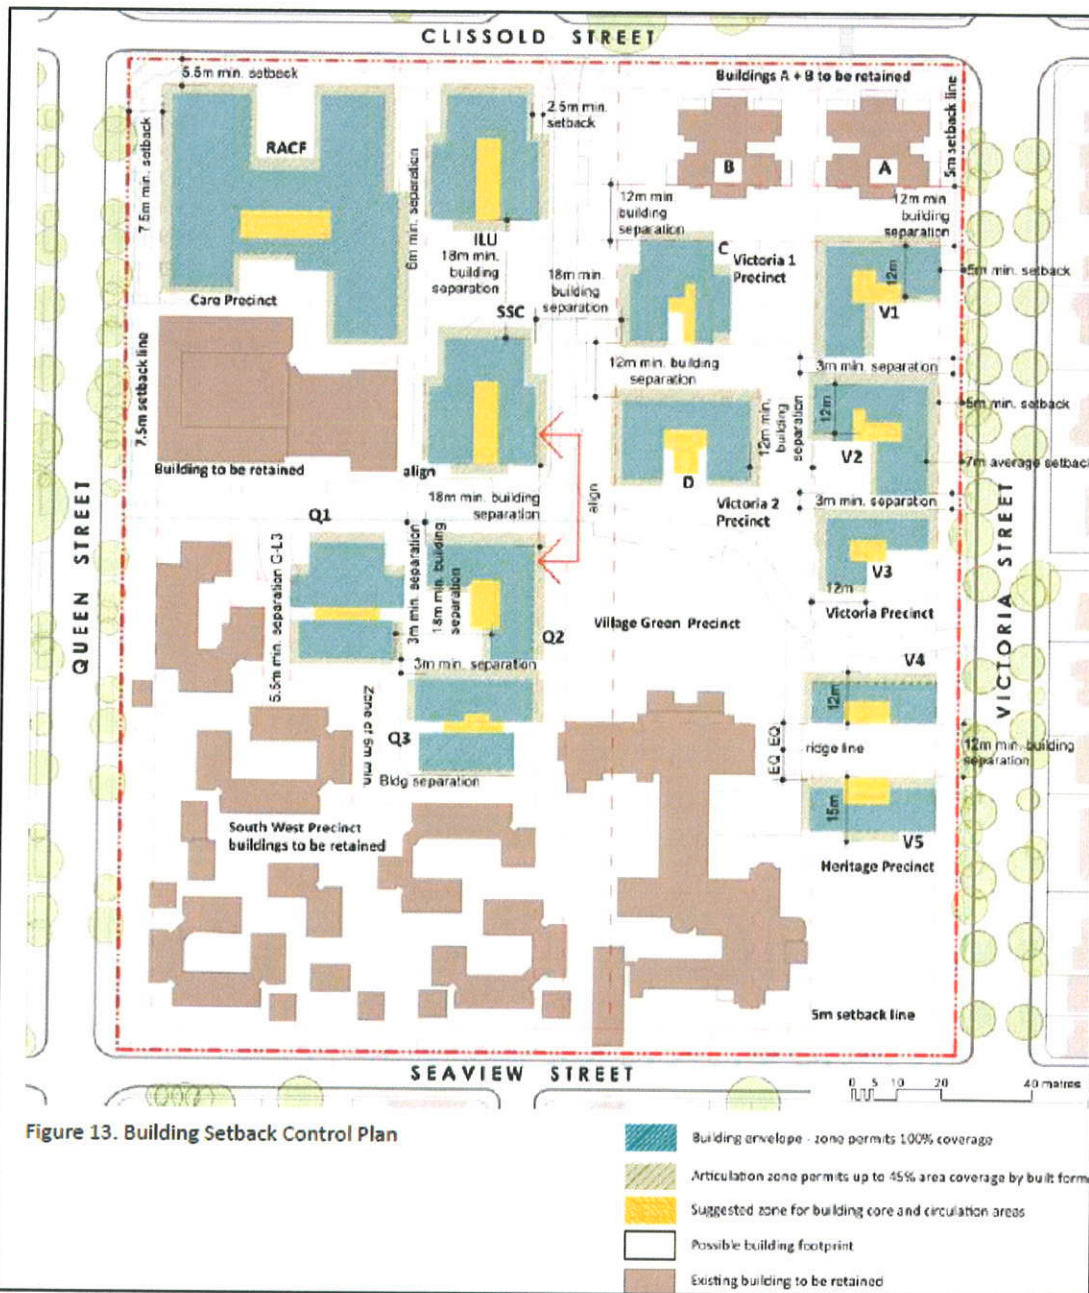 CLISSOLD STREET
5.5m min. setback
Buildings A + B to be retained
2.5m min.
setback
5m setback line
RACF
7.5m min. setback
B
A
6m min. separation
12m min
building
separation
12m min.
building
separation
ILU
18m min.
building
separation
C
Victoria 1
Precinct
18m min.
building
separation
12m
5m min. setback
Care Precinct
SSC
V1
7.5m setback line
12m min. building
separation
3m min. separation
12m min.
building
separation
12m
5m min. setback
V2
7m average setback
Building to be retained
align
D
18m min. building
separation
align
Victoria 2
Precinct
3m min. separation
QUEEN STREET
VICTORIA STREET
Q1
5.5m min. separation G-L3
3m min. separation
18m min. building
separation
V3
12m
Victoria Precinct
Village Green Precinct
Q2
3m min. separation
V4
12m
Zone of 6m min.
Q3
Bldg separation
EQ
EQ
ridge line
12m min. building
separation
15m
South West Precinct
buildings to be retained
V5
Heritage Precinct
5m setback line
SEAVIEW STREET
0 5 10 20 40 metres
Figure 13. Building Setback Control Plan
Building envelope - zone permits 100% coverage
Articulation zone permits up to 45% area coverage by built form
Suggested zone for building core and circulation areas
Possible building footprint
Existing building to be retained